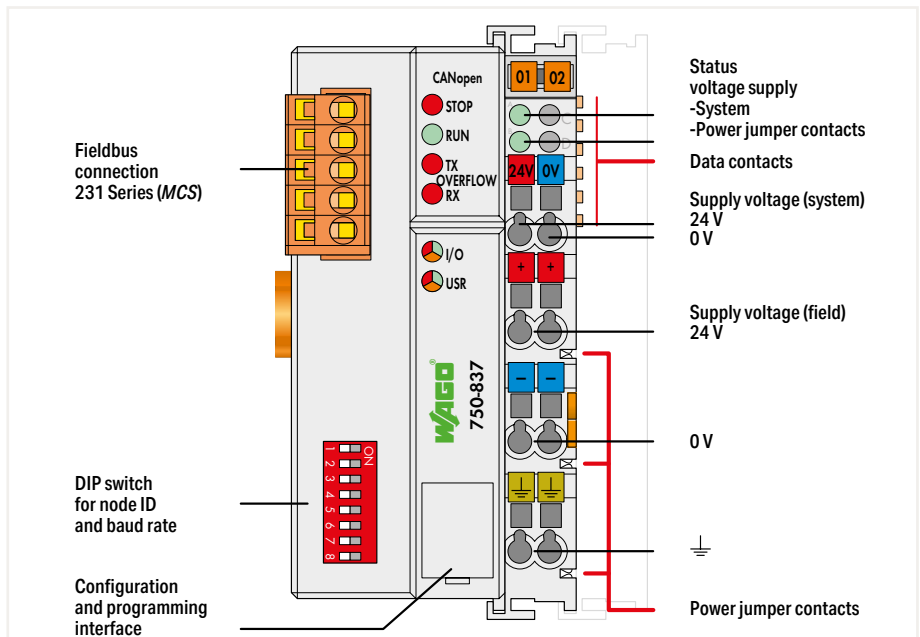 Fieldbus
connection
231 Series (MCS)
DIP switch
for node ID
and baud rate
Configuration
and programming
interface
CANopen
STOP
RUN
TX
OVERFLOW
RX
I/O
USR
WAGO®
750-837
ON
1
2
3
4
5
6
7
8
01 02
A C
D
24V 0V
+ +
– –
Status
voltage supply
-System
-Power jumper contacts
Data contacts
Supply voltage (system)
24 V
0 V
Supply voltage (field)
24 V
0 V
Power jumper contacts